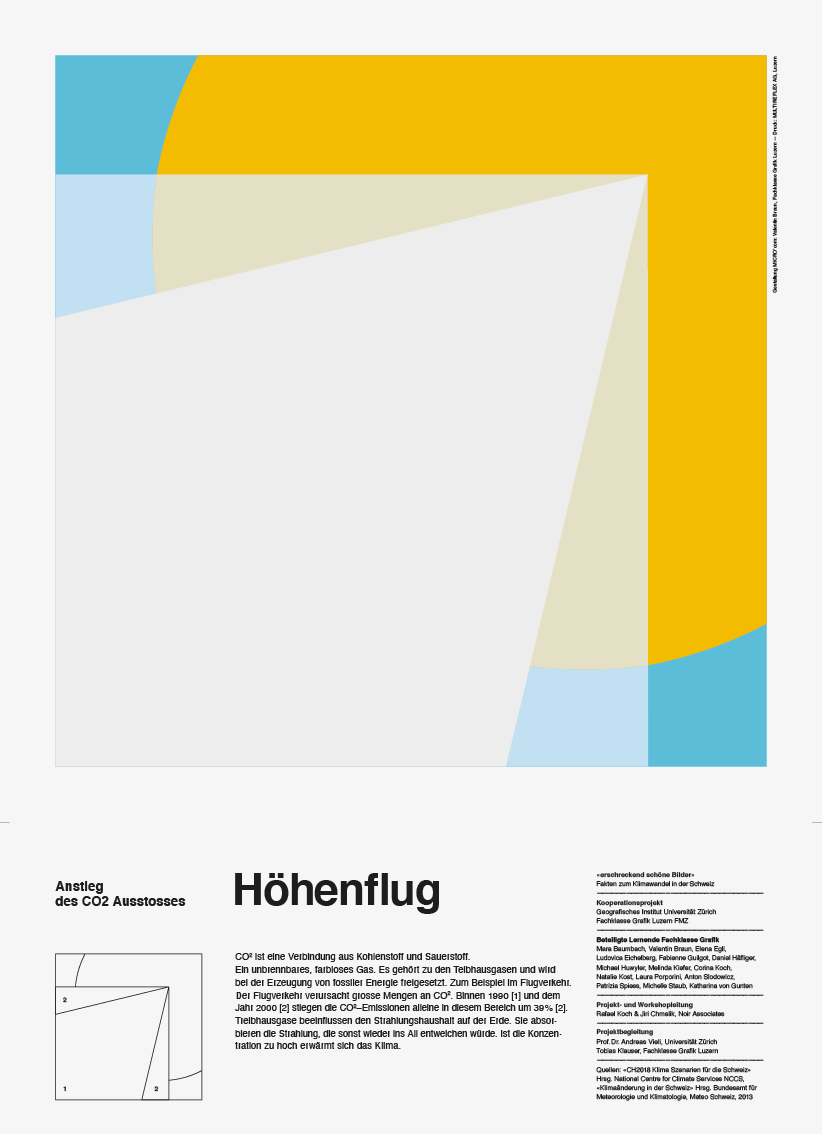 Gestaltung MICRO'com: Valentin Braun, Fachklasse Grafik Luzern — Druck: MULTIREFLEX AG, Luzern
Anstieg
des CO2 Ausstosses
Höhenflug
CO² ist eine Verbindung aus Kohlenstoff und Sauerstoff.
Ein unbrennbares, farbloses Gas. Es gehört zu den Teibhausgasen und wird
bei der Erzeugung von fossiler Energie freigesetzt. Zum Beispiel im Flugverkehr.
Der Flugverkehr verursacht grosse Mengen an CO². Binnen 1990 [1] und dem
Jahr 2000 [2] stiegen die CO²–Emissionen alleine in diesem Bereich um 39% [2].
Treibhausgase beeinflussen den Strahlungshaushalt auf der Erde. Sie absor-
bieren die Strahlung, die sonst wieder ins All entweichen würde. Ist die Konzen-
tration zu hoch erwärmt sich das Klima.
2
1
2
«erschreckend schöne Bilder»
Fakten zum Klimawandel in der Schweiz
Kooperationsprojekt
Geografisches Institut Universität Zürich
Fachklasse Grafik Luzern FMZ
Beteiligte Lernende Fachklasse Grafik
Mara Baumbach, Valentin Braun, Elena Egli,
Ludovica Eichelberg, Fabienne Guilgot, Daniel Häfliger,
Michael Huwyler, Melinda Kiefer, Corina Koch,
Natalie Kost, Laura Porporini, Anton Slodowicz,
Patrizia Spiess, Michelle Staub, Katharina von Gunten
Projekt- und Workshopleitung
Rafael Koch & Jiri Chmelik, Noir Associates
Projektbegleitung
Prof. Dr. Andreas Vieli, Universität Zürich
Tobias Klauser, Fachklasse Grafik Luzern
Quellen: «CH2018 Klima Szenarien für die Schweiz»
Hrsg. National Centre for Climate Services NCCS,
«Klimaänderung in der Schweiz» Hrsg. Bundesamt für
Meteorologie und Klimatologie, Meteo Schweiz, 2013